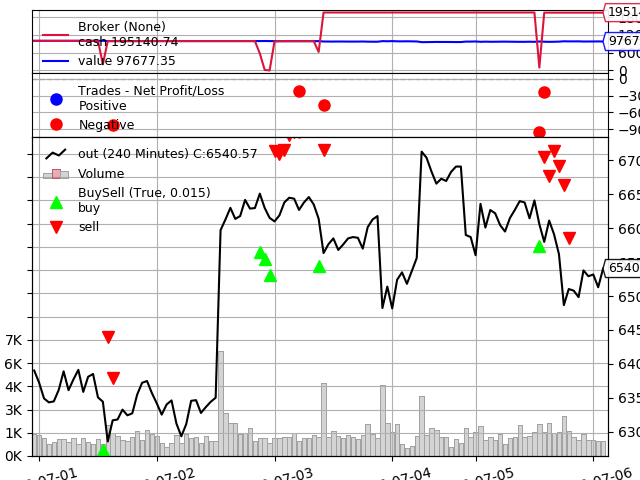 Broker (None)
cash 195140.74
value 97677.35
Trades - Net Profit/Loss
Positive
Negative
out (240 Minutes) C:6540.57
Volume
BuySell (True, 0.015)
buy
sell
7K
6K
4K
3K
1K
0K
1951
9767
600
0
0
−30
−60
−90
670
665
660
6540
650
645
640
635
630
-07-01
-07-02
-07-03
-07-04
-07-05
-07-06